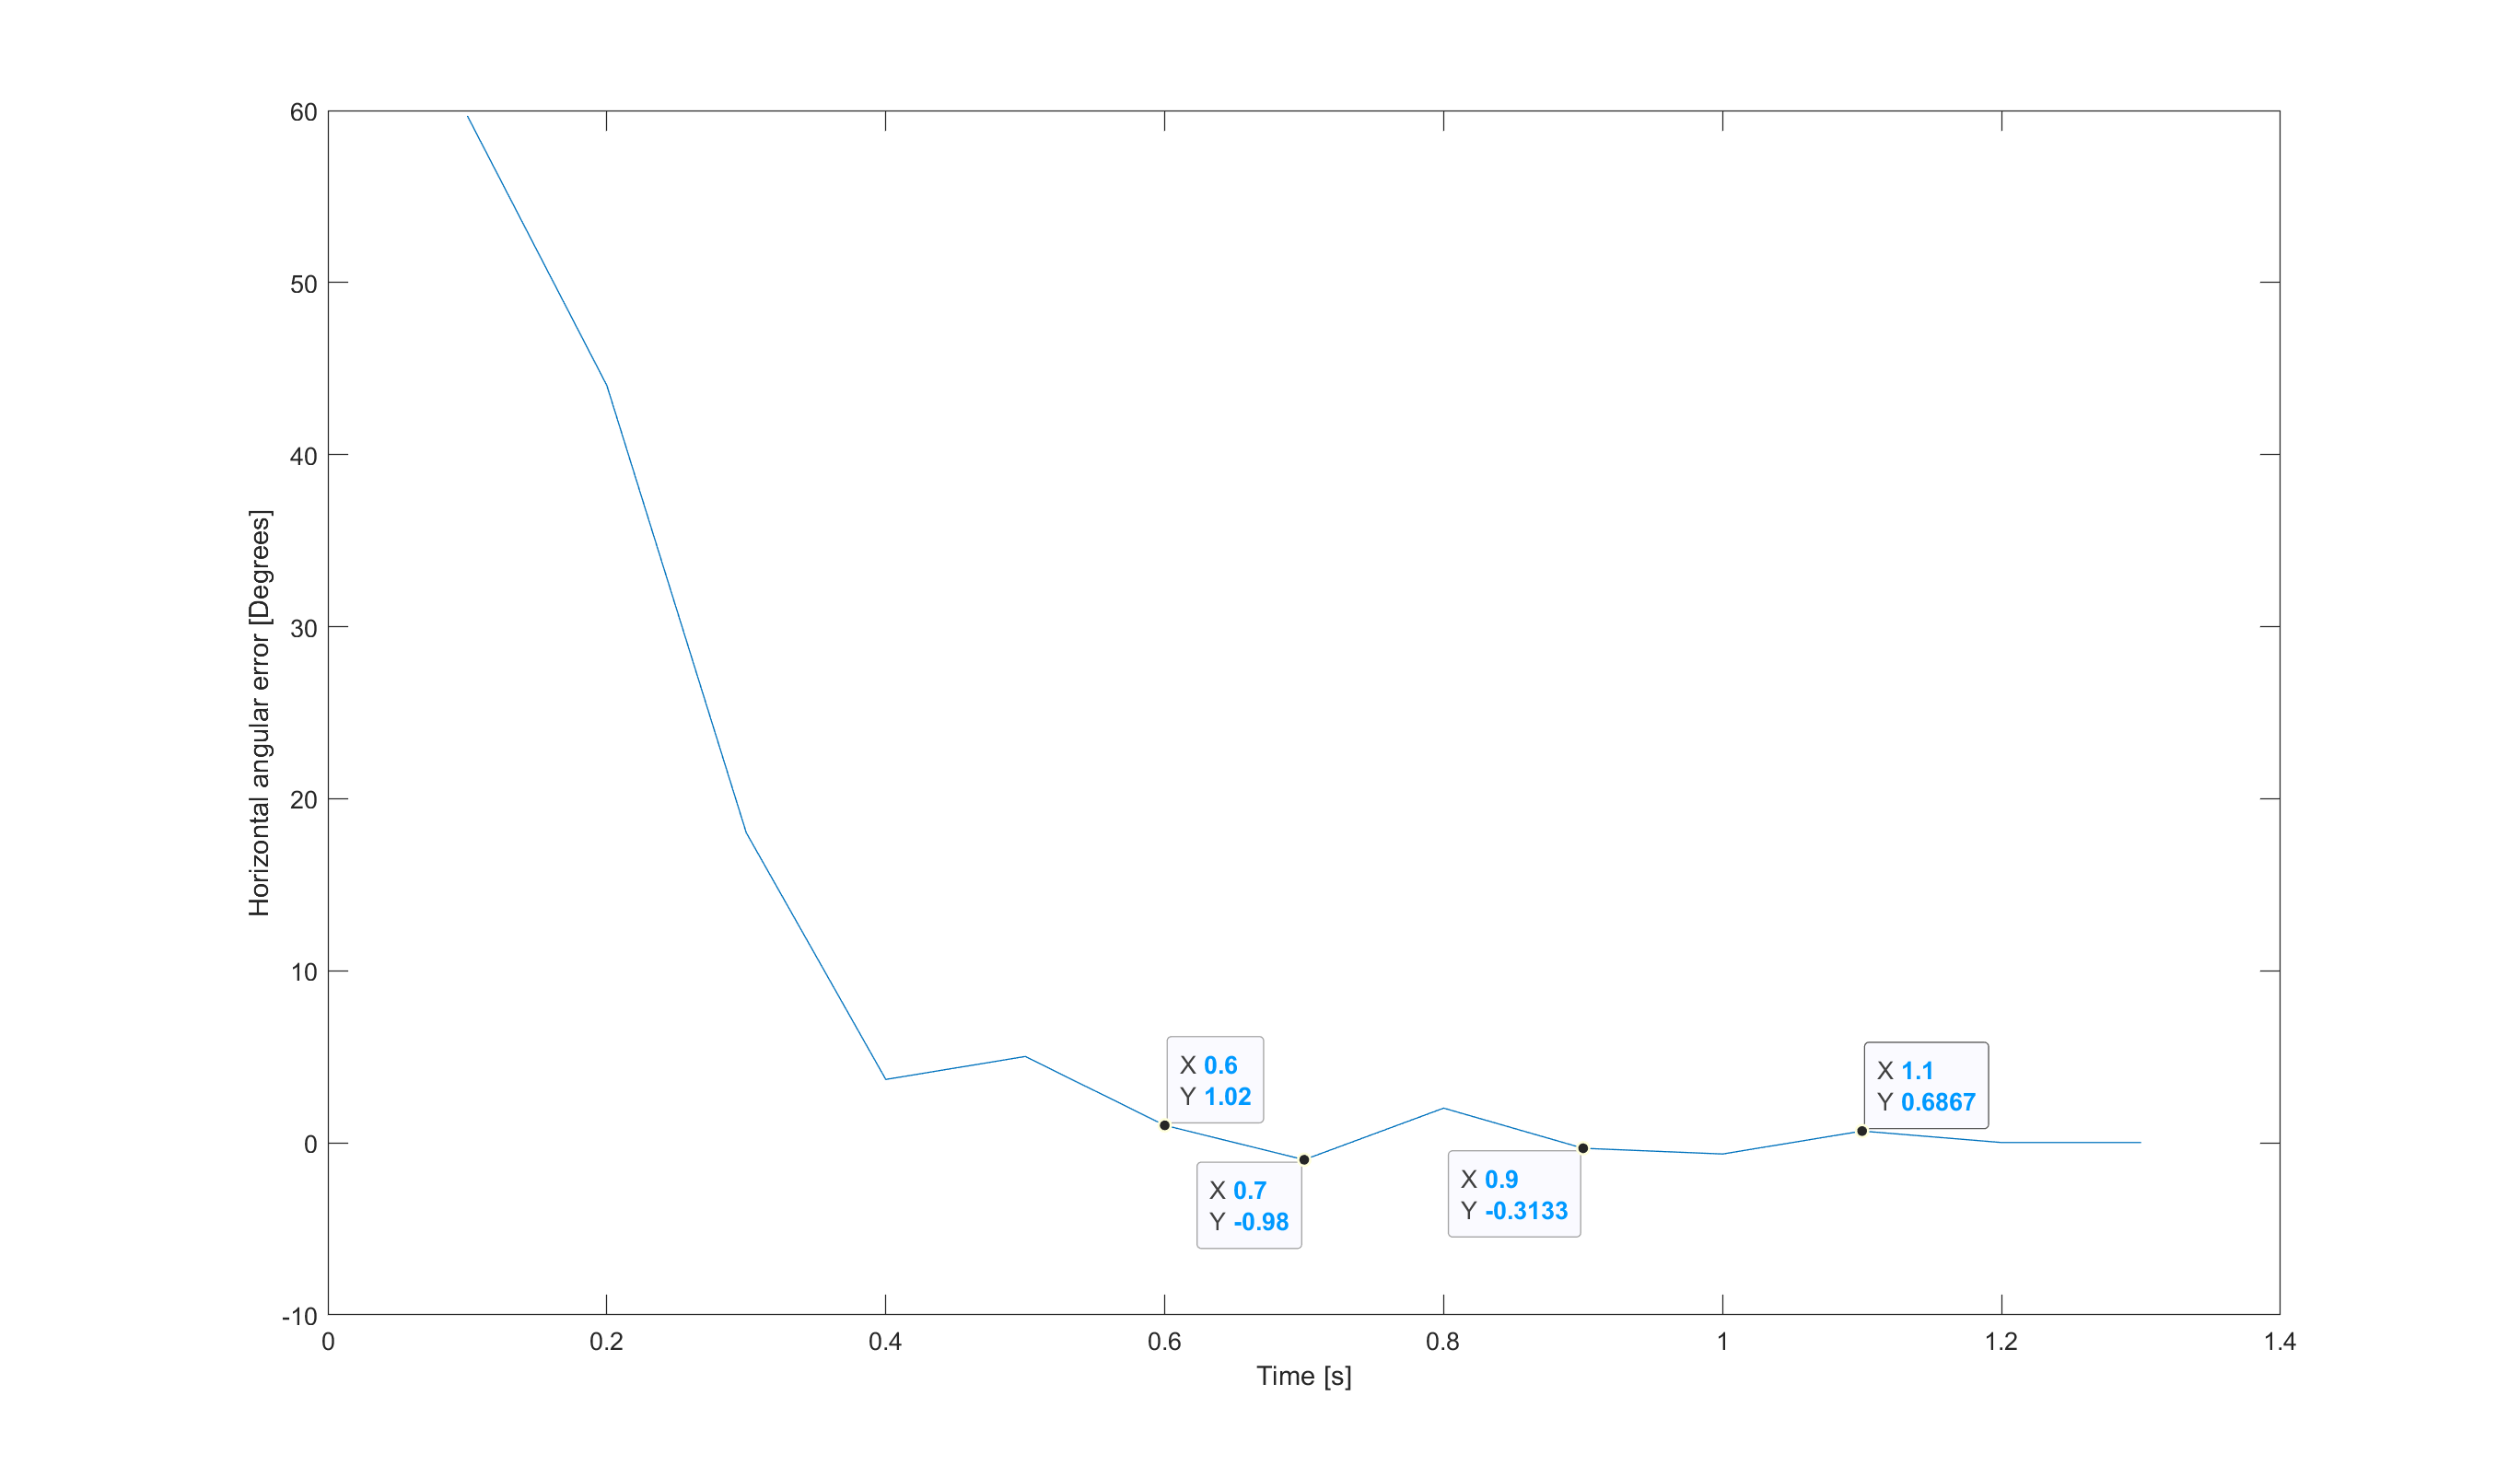 60
50
40
30
20
10
0
-10
Horizontal angular error [Degrees]
X 0.6
Y 1.02
X 0.7
Y -0.98
X 0.9
Y -0.3133
X 1.1
Y 0.6867
0 0.2 0.4 0.6 0.8 1 1.2 1.4
Time [s]